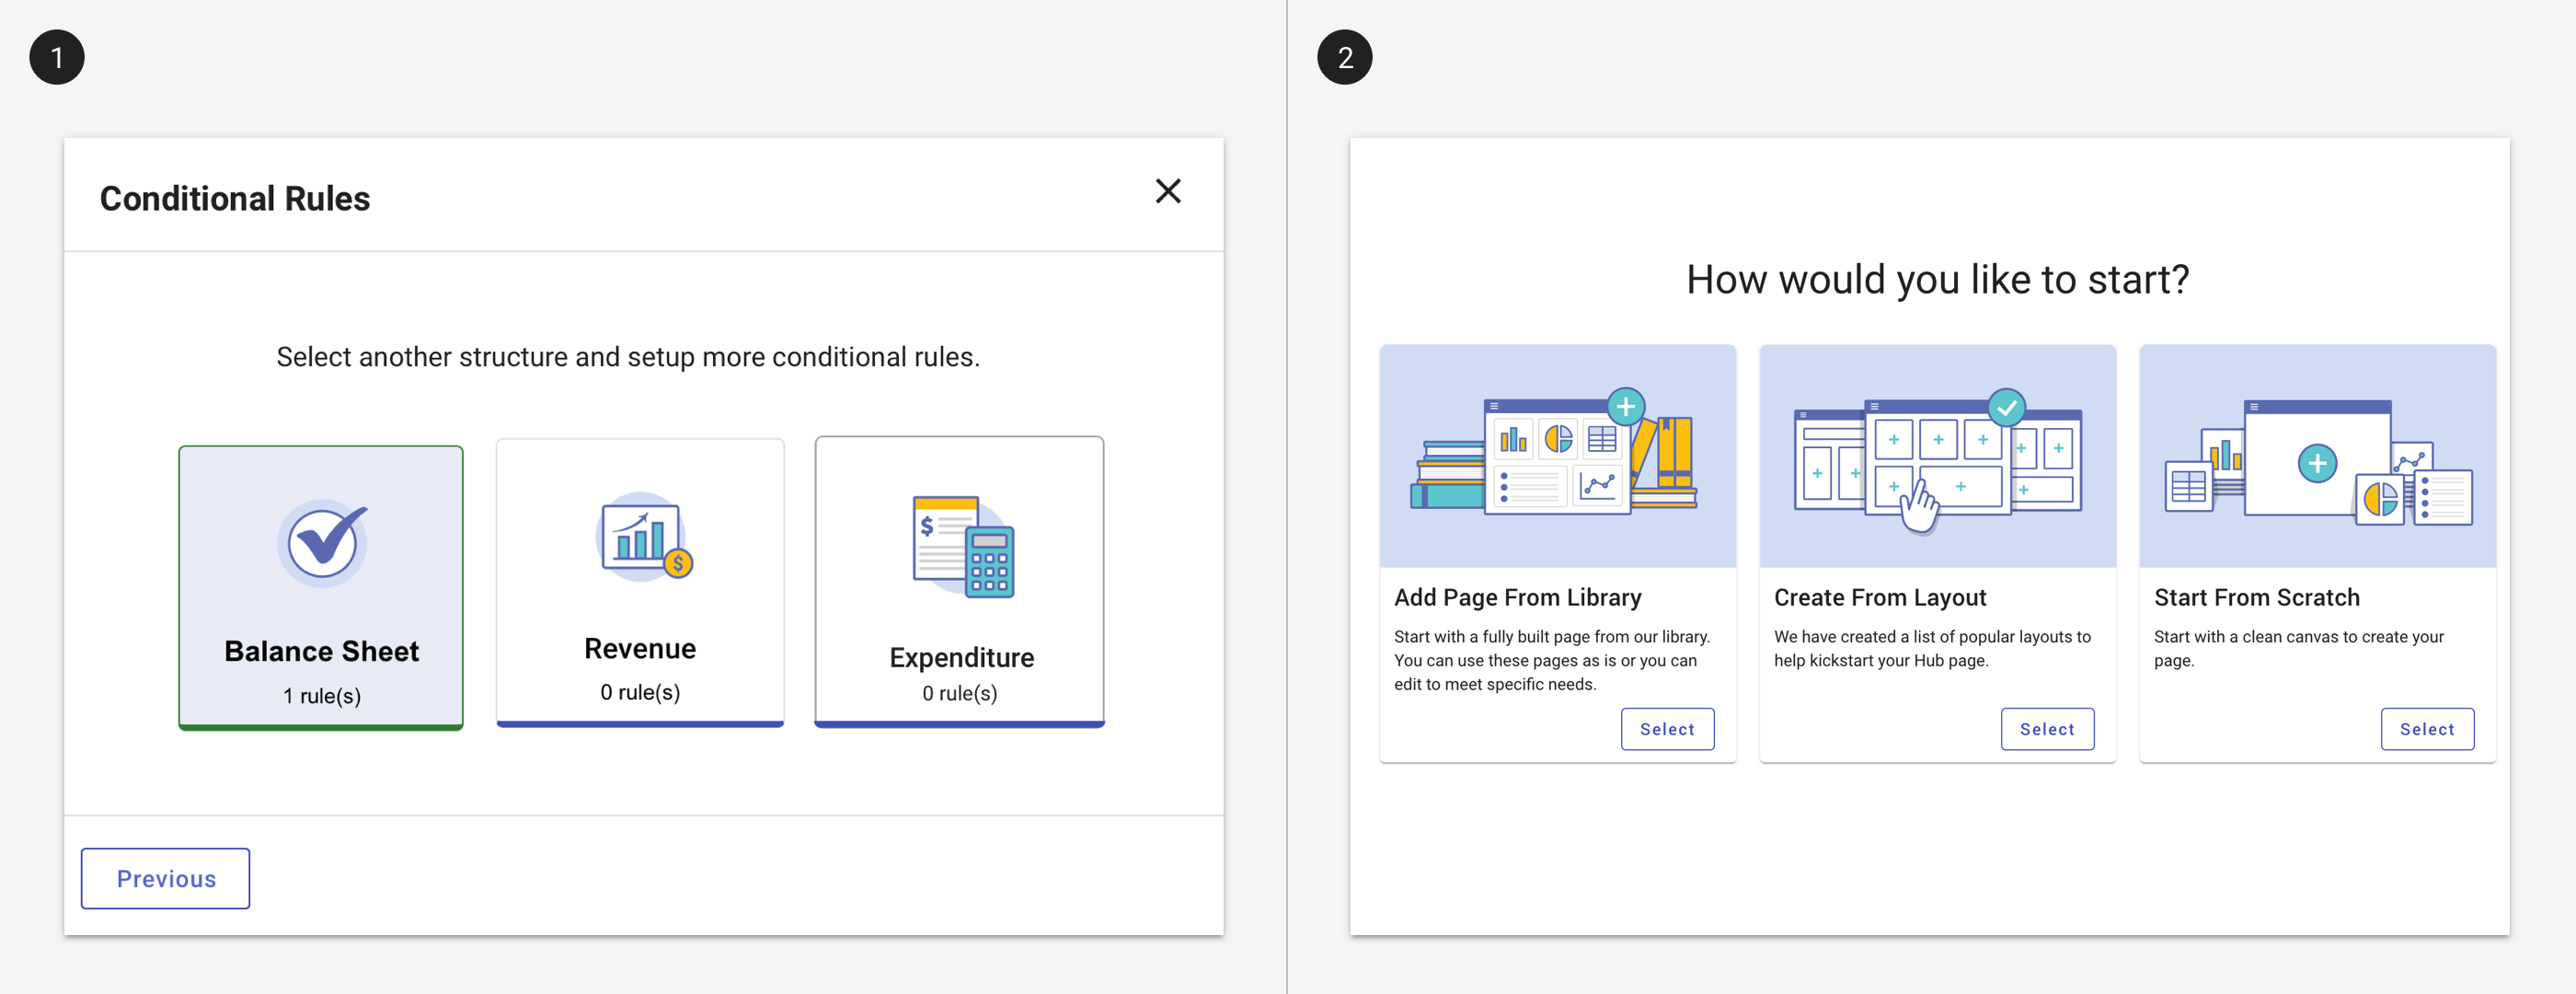 1
Conditional Rules
Select another structure and setup more conditional rules.
Balance Sheet
1 rule(s)
$
Revenue
0 rule(s)
$
Expenditure
0 rule(s)
Previous
2
How would you like to start?
Add Page From Library
Start with a fully built page from our library.
You can use these pages as is or you can
edit to meet specific needs.
Select
Create From Layout
We have created a list of popular layouts to
help kickstart your Hub page.
Select
Start From Scratch
Start with a clean canvas to create your
page.
Select